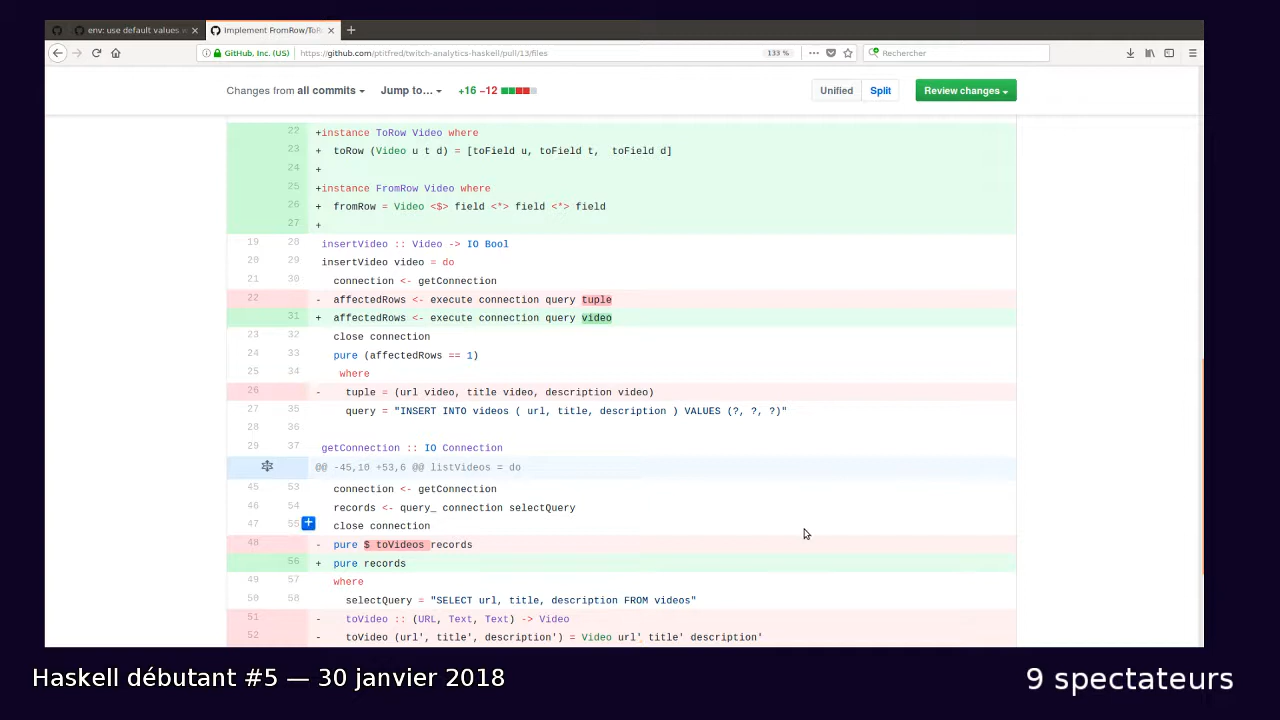 env: use default values w
Implement FromRow/ToRo
GitHub, Inc. (US)
https://github.com/ptitfred/twitch-analytics-haskell/pull/13/files
133 %
Rechercher
Changes from all commits
Jump to...
+16 −12
Unified
Split
Review changes
22 +instance ToRow Video where
23 + toRow (Video u t d) = [toField u, toField t,  toField d]
24 +
25 +instance FromRow Video where
26 + fromRow = Video <$> field <*> field <*> field
27 +
19 28 insertVideo :: Video -> IO Bool
20 29 insertVideo video = do
21 30 connection <- getConnection
22 - affectedRows <- execute connection query tuple
31 + affectedRows <- execute connection query video
23 32 close connection
24 33 pure (affectedRows == 1)
25 34 where
26 - tuple = (url video, title video, description video)
27 35 query = "INSERT INTO videos ( url, title, description ) VALUES (?, ?, ?)"
28 36
29 37 getConnection :: IO Connection
@@ -45,10 +53,6 @@ listVideos = do
45 53 connection <- getConnection
46 54 records <- query_ connection selectQuery
47 55 close connection
48 - pure $ toVideos records
56 + pure records
49 57 where
50 58 selectQuery = "SELECT url, title, description FROM videos"
51 - toVideo :: (URL, Text, Text) -> Video
52 - toVideo (url', title', description') = Video url' title' description'
Haskell débutant #5 — 30 janvier 2018
9 spectateurs